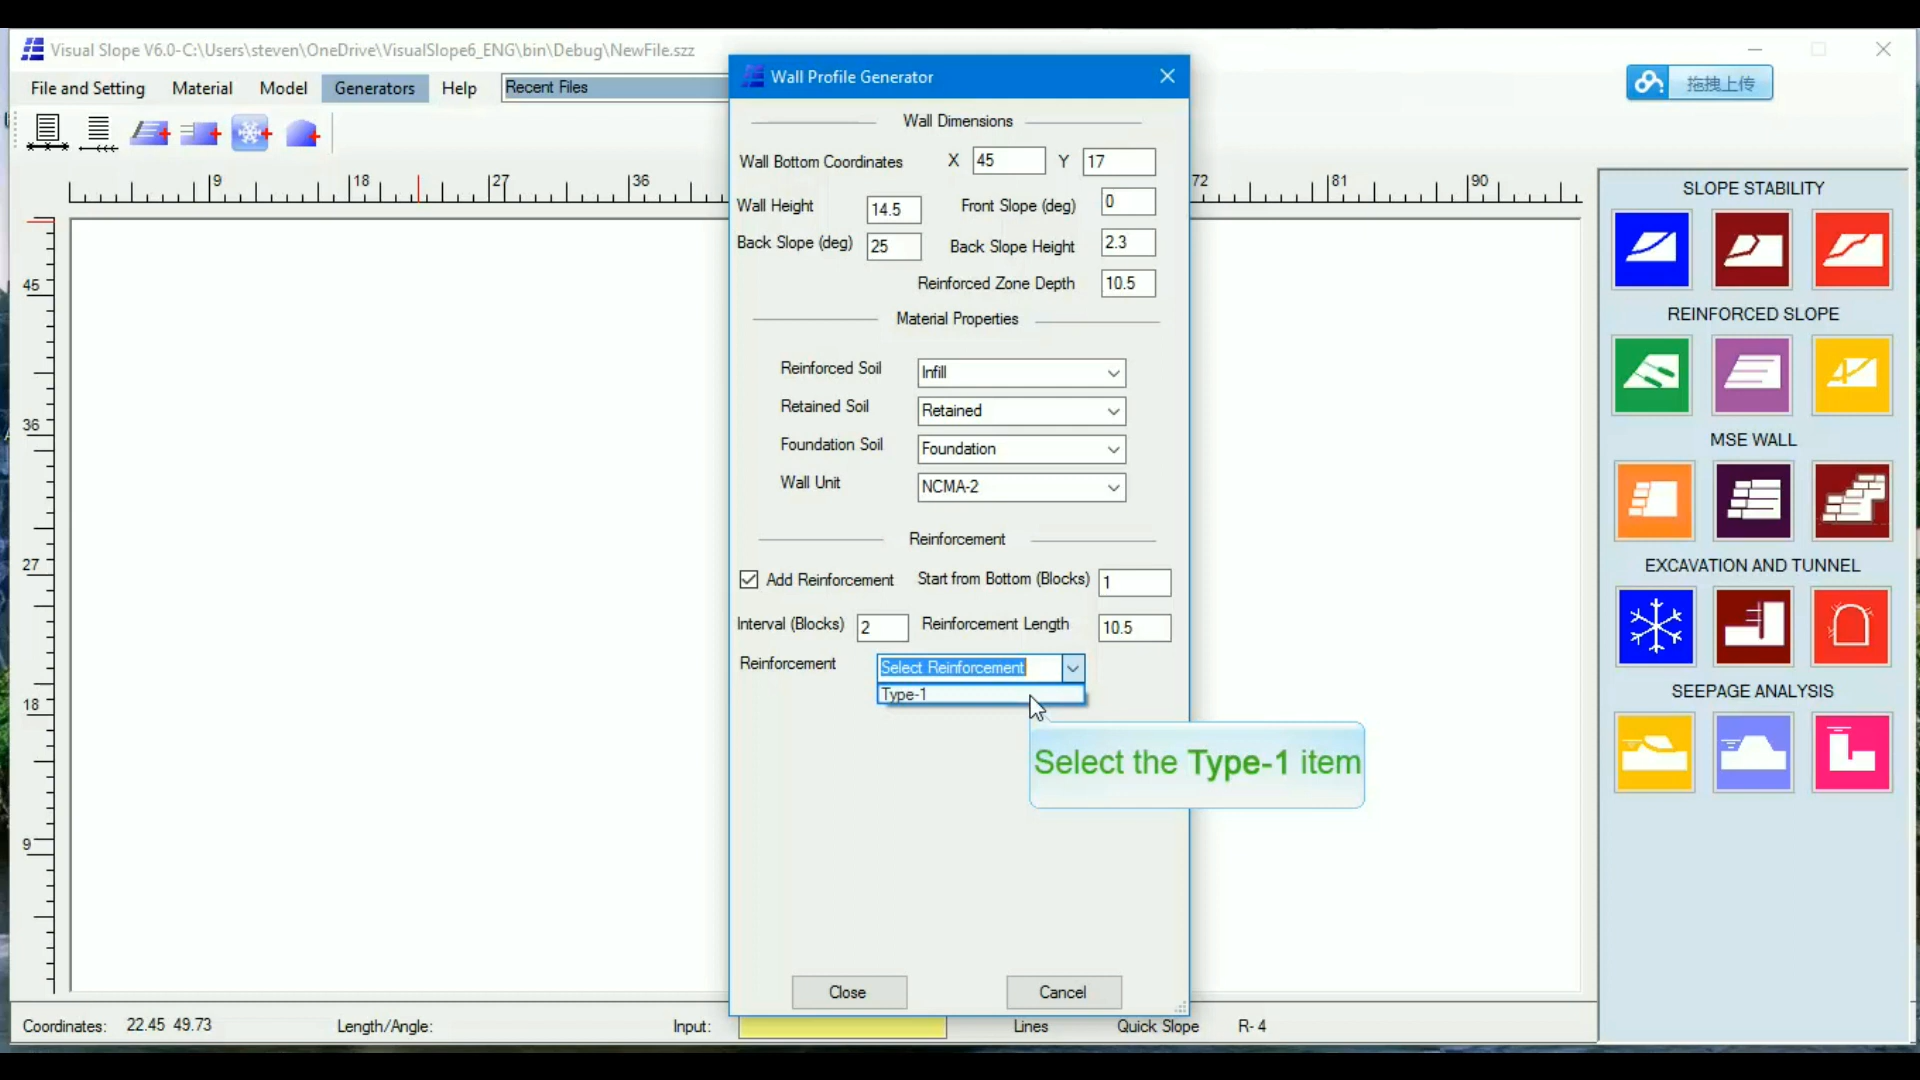 Visual Slope V6.0-C:\Users\steven\OneDrive\VisualSlope6_ENG\bin\Debug\NewFile.szz
File and Setting Material Model Generators Help Recent Files
拖拽上传
9 18 27 36 72 81 90
45
36
27
18
9
Wall Profile Generator
Wall Dimensions
Wall Bottom Coordinates X 45 Y 17
Wall Height 14.5 Front Slope (deg) 0
Back Slope (deg) 25 Back Slope Height 2.3
Reinforced Zone Depth 10.5
Material Properties
Reinforced Soil Infill
Retained Soil Retained
Foundation Soil Foundation
Wall Unit NCMA-2
Reinforcement
Add Reinforcement Start from Bottom (Blocks) 1
Interval (Blocks) 2 Reinforcement Length 10.5
Reinforcement Select Reinforcement
Type-1
Select the Type-1 item
Close Cancel
SLOPE STABILITY
REINFORCED SLOPE
MSE WALL
EXCAVATION AND TUNNEL
SEEPAGE ANALYSIS
Coordinates: 22.45 49.73 Length/Angle: Input: Lines Quick Slope R- 4